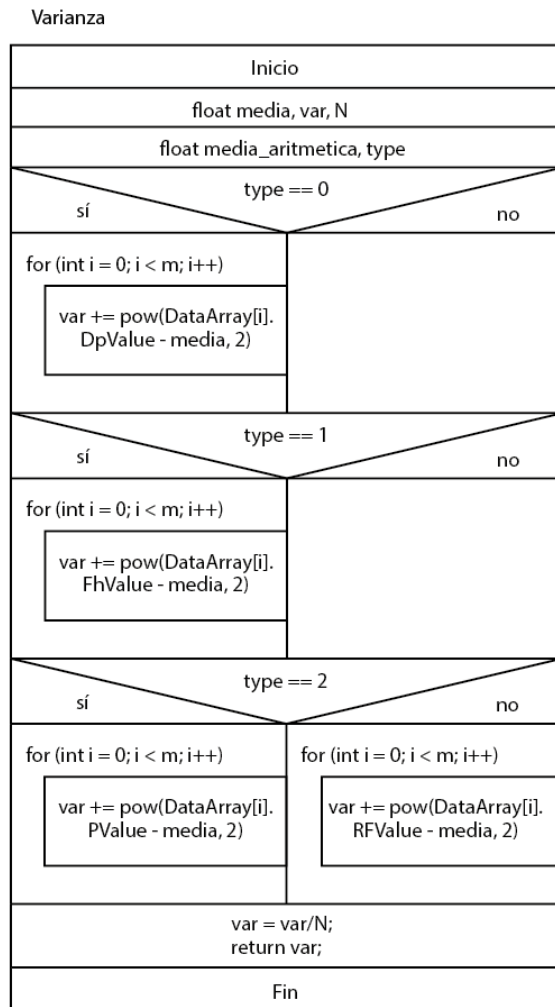 Varianza
Inicio
float media, var, N
float media_aritmetica, type
type == 0
sí
no
for (int i = 0; i < m; i++)
var += pow(DataArray[i].
DpValue - media, 2)
type == 1
sí
no
for (int i = 0; i < m; i++)
var += pow(DataArray[i].
FhValue - media, 2)
type == 2
sí
no
for (int i = 0; i < m; i++)
var += pow(DataArray[i].
PValue - media, 2)
for (int i = 0; i < m; i++)
var += pow(DataArray[i].
RFValue - media, 2)
var = var/N;
return var;
Fin